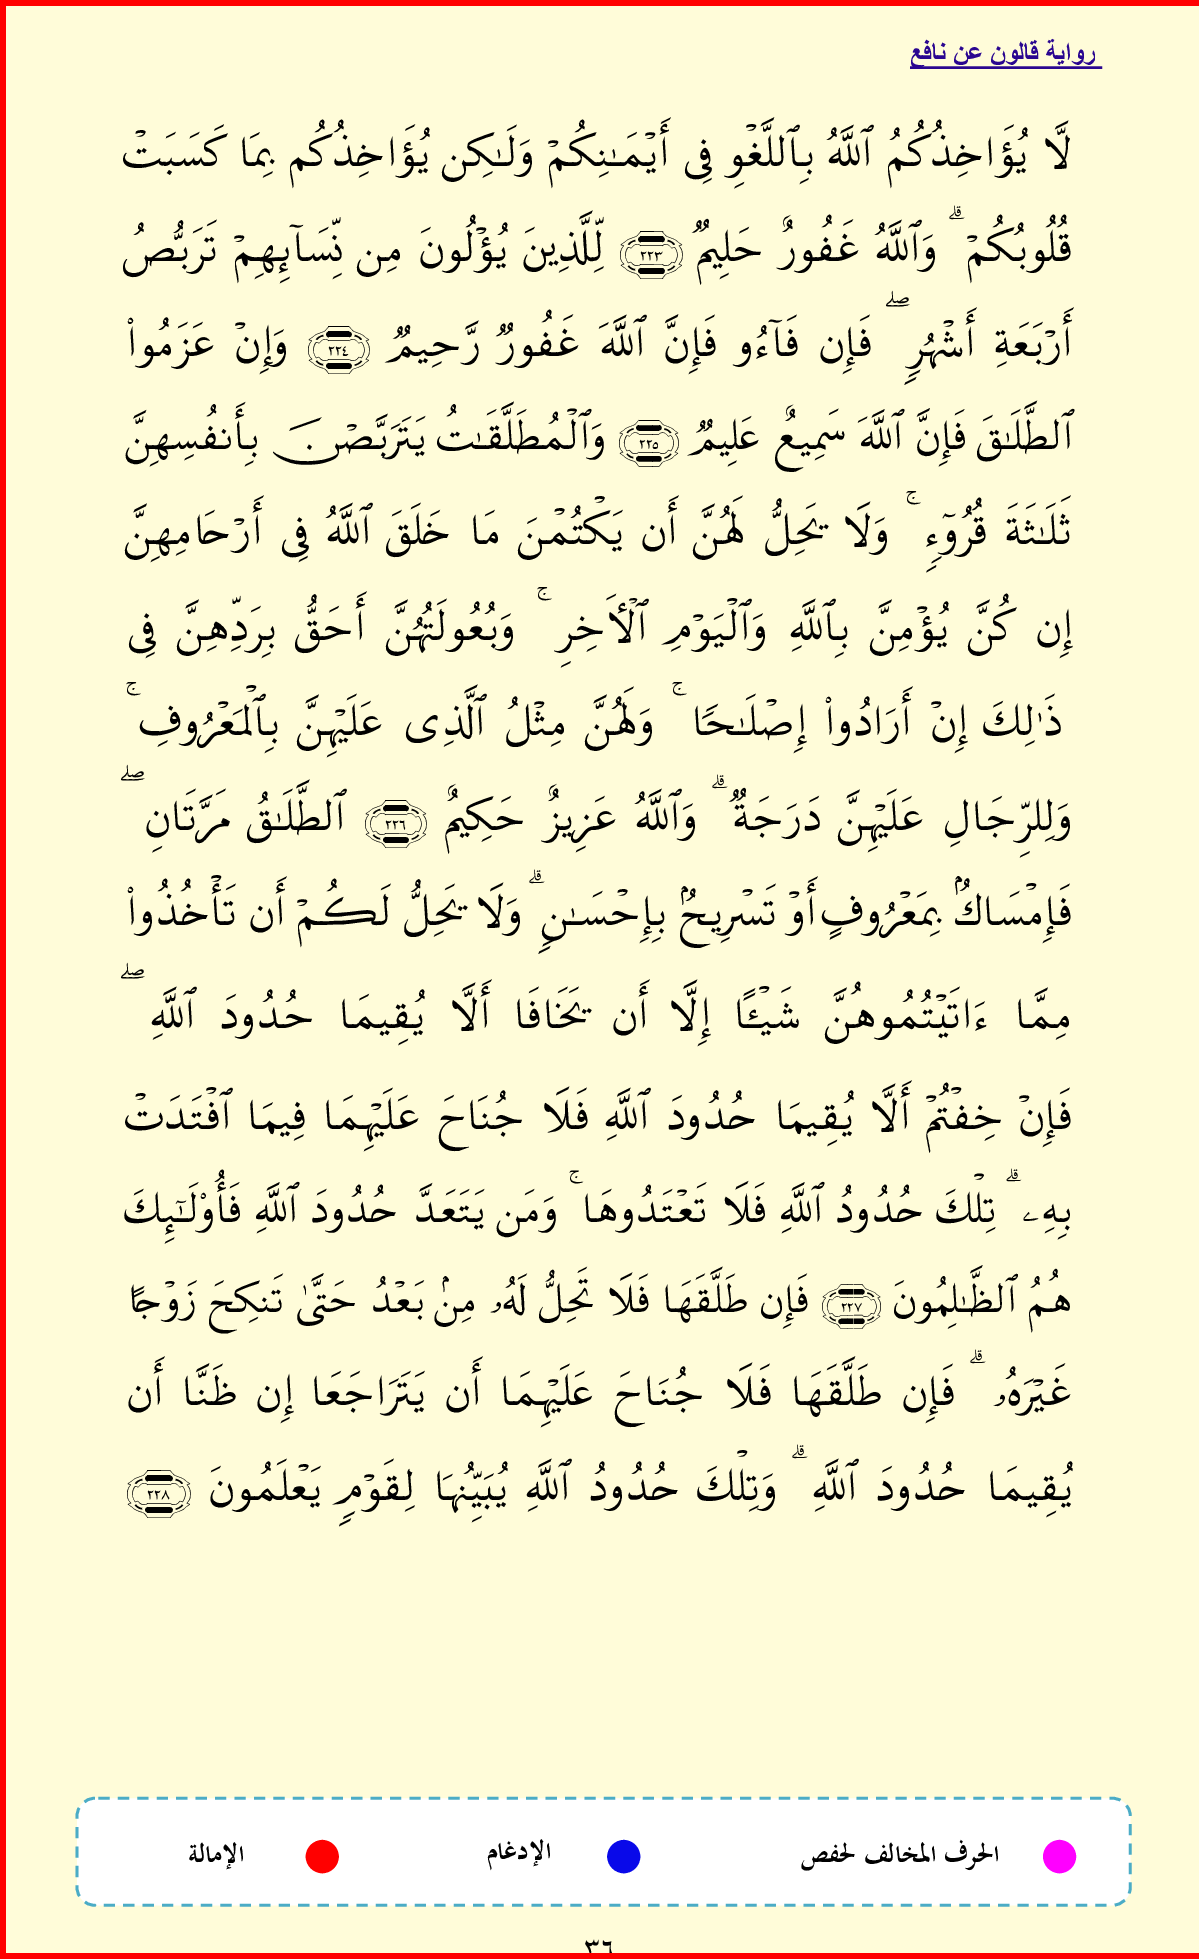 رواية قالون عن نافع
لَّا يُؤَاخِذُكُمُ ٱللَّهُ بِٱللَّغۡوِ فِى أَيۡمَٰنِكُمۡ وَلَٰكِن يُؤَاخِذُكُم بِمَا كَسَبَتۡ
قُلُوبُكُمۡۗ وَٱللَّهُ غَفُورٌ حَلِيمٌ ٢٢٣ لِّلَّذِينَ يُؤۡلُونَ مِن نِّسَآئِهِمۡ تَرَبُّصُ
أَرۡبَعَةِ أَشۡهُرٍۖ فَإِن فَآءُو فَإِنَّ ٱللَّهَ غَفُورٌ رَّحِيمٌ ٢٢٤ وَإِنۡ عَزَمُواْ
ٱلطَّلَٰقَ فَإِنَّ ٱللَّهَ سَمِيعٌ عَلِيمٌ ٢٢٥ وَٱلۡمُطَلَّقَٰتُ يَتَرَبَّصۡنَ بِأَنفُسِهِنَّ
ثَلَٰثَةَ قُرُوٓءٍۚ وَلَا يَحِلُّ لَهُنَّ أَن يَكۡتُمۡنَ مَا خَلَقَ ٱللَّهُ فِى أَرۡحَامِهِنَّ
إِن كُنَّ يُؤۡمِنَّ بِٱللَّهِ وَٱلۡيَوۡمِ ٱلۡأَخِرِۚ وَبُعُولَتُهُنَّ أَحَقُّ بِرَدِّهِنَّ فِى
ذَٰلِكَ إِنۡ أَرَادُواْ إِصۡلَٰحًاۚ وَلَهُنَّ مِثۡلُ ٱلَّذِى عَلَيۡهِنَّ بِٱلۡمَعۡرُوفِۚ
وَلِلرِّجَالِ عَلَيۡهِنَّ دَرَجَةٌۗ وَٱللَّهُ عَزِيزٌ حَكِيمٌ ٢٢٦ ٱلطَّلَٰقُ مَرَّتَانِۖ
فَإِمۡسَاكُۢ بِمَعۡرُوفٍ أَوۡ تَسۡرِيحُۢ بِإِحۡسَٰنٍۗ وَلَا يَحِلُّ لَكُمۡ أَن تَأۡخُذُواْ
مِمَّا ءَاتَيۡتُمُوهُنَّ شَيۡـًٔا إِلَّا أَن يَخَافَا أَلَّا يُقِيمَا حُدُودَ ٱللَّهِۖ
فَإِنۡ خِفۡتُمۡ أَلَّا يُقِيمَا حُدُودَ ٱللَّهِ فَلَا جُنَاحَ عَلَيۡهِمَا فِيمَا ٱفۡتَدَتۡ
بِهِۦۗ تِلۡكَ حُدُودُ ٱللَّهِ فَلَا تَعۡتَدُوهَاۚ وَمَن يَتَعَدَّ حُدُودَ ٱللَّهِ فَأُوْلَٰٓئِكَ
هُمُ ٱلظَّٰلِمُونَ ٢٢٧ فَإِن طَلَّقَهَا فَلَا تَحِلُّ لَهُۥ مِنۢ بَعۡدُ حَتَّىٰ تَنكِحَ زَوۡجًا
غَيۡرَهُۥۗ فَإِن طَلَّقَهَا فَلَا جُنَاحَ عَلَيۡهِمَا أَن يَتَرَاجَعَا إِن ظَنَّا أَن
يُقِيمَا حُدُودَ ٱللَّهِۗ وَتِلۡكَ حُدُودُ ٱللَّهِ يُبَيِّنُهَا لِقَوۡمٍ يَعۡلَمُونَ ٢٢٨
الحرف المخالف لحفص الإدغام الإمالة
٣٦